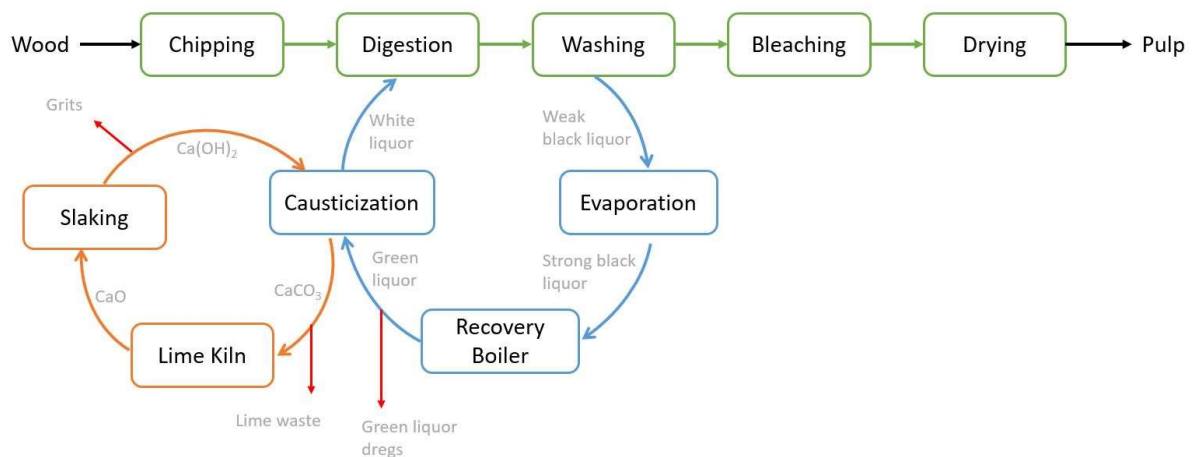 Wood
Chipping
Digestion
Washing
Bleaching
Drying
Pulp
Grits
Ca(OH)₂
White
liquor
Weak
black liquor
Slaking
Causticization
Evaporation
CaO
CaCO₃
Green
liquor
Strong black
liquor
Lime Kiln
Recovery
Boiler
Lime waste
Green liquor
dregs